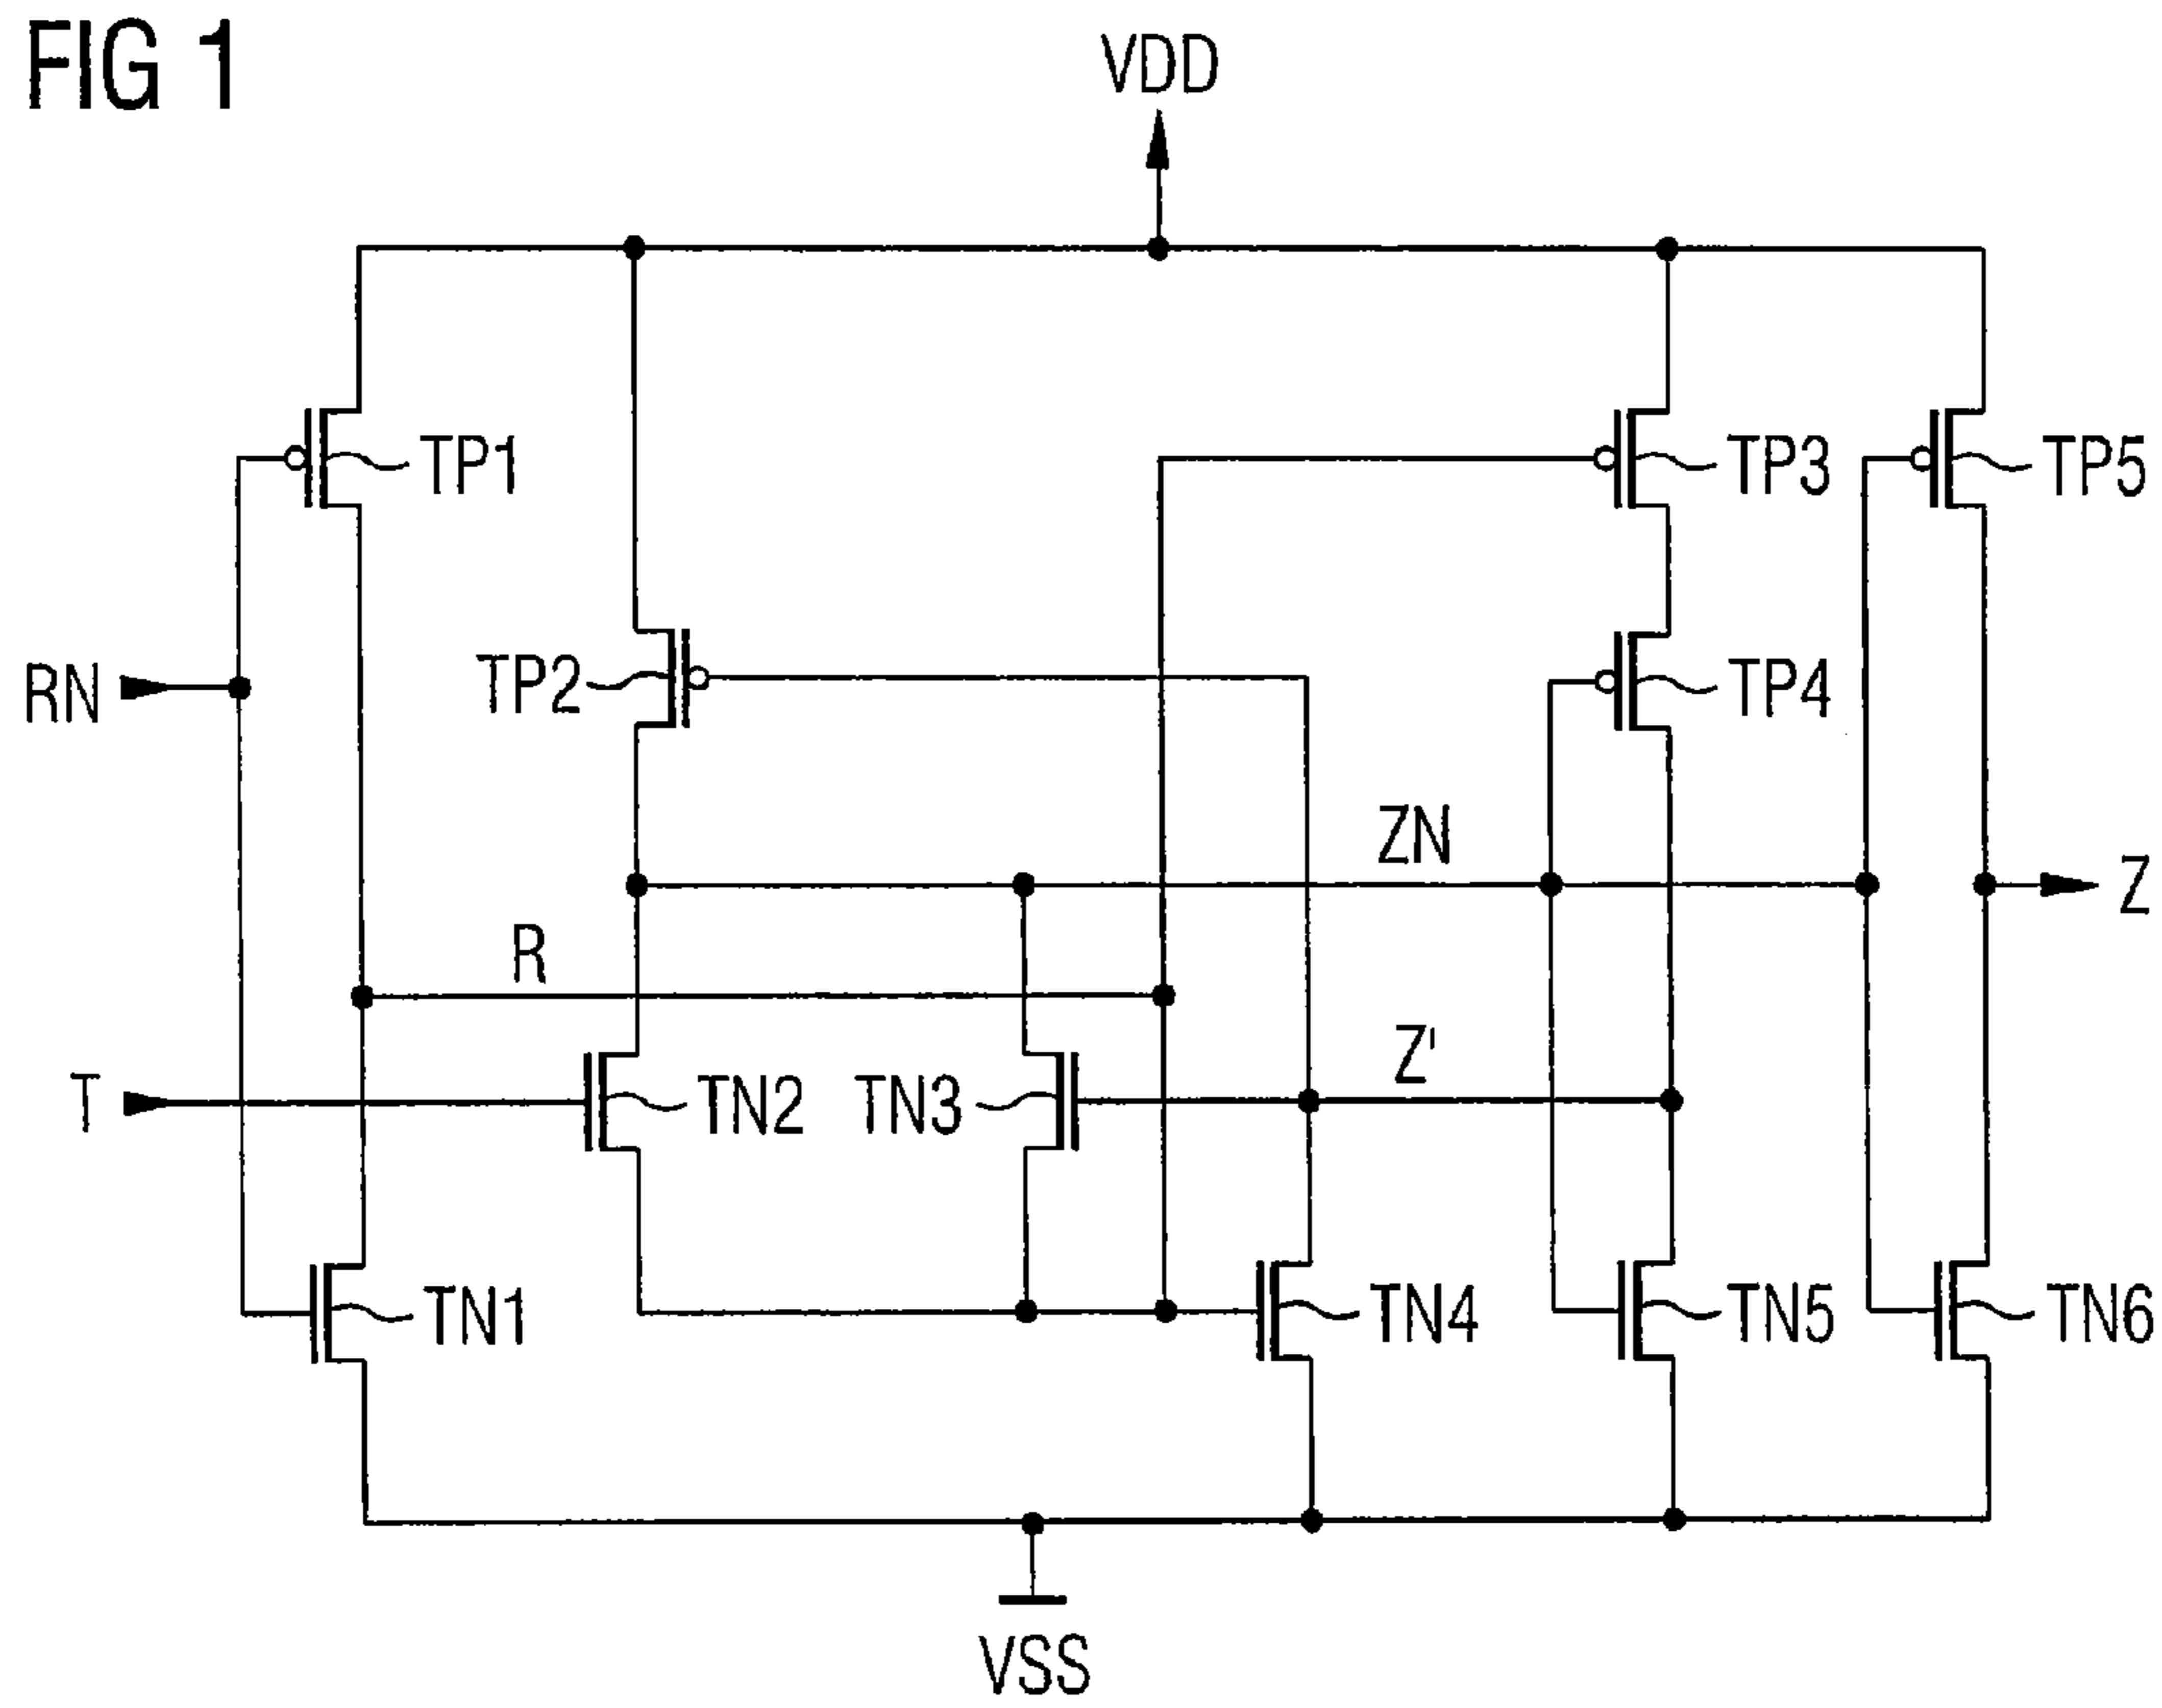 FIG 1
VDD
TP1
TP3
TP5
RN
TP2
TP4
ZN
Z
R
Z'
T
TN2
TN3
TN1
TN4
TN5
TN6
VSS